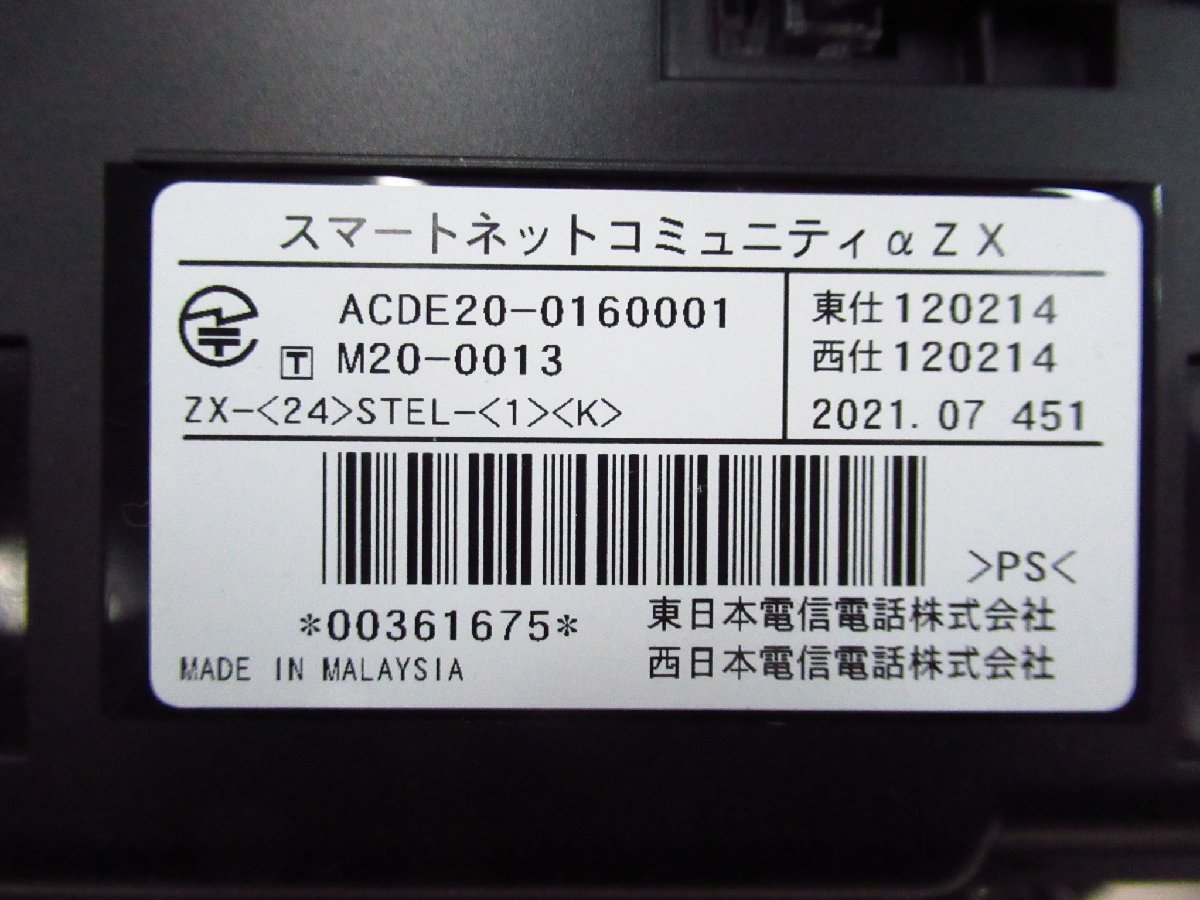 スマートネットコミュニティαZX
ACDE20-0160001
T M20-0013
ZX-<24>STEL-<1><K>
東仕120214
西仕120214
2021.07 451
>PS<
*00361675*
東日本電信電話株式会社
西日本電信電話株式会社
MADE IN MALAYSIA